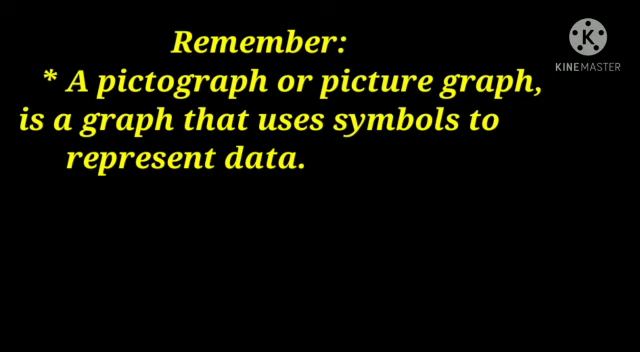 Remember:
* A pictograph or picture graph,
is a graph that uses symbols to
represent data.
K
KINEMASTER